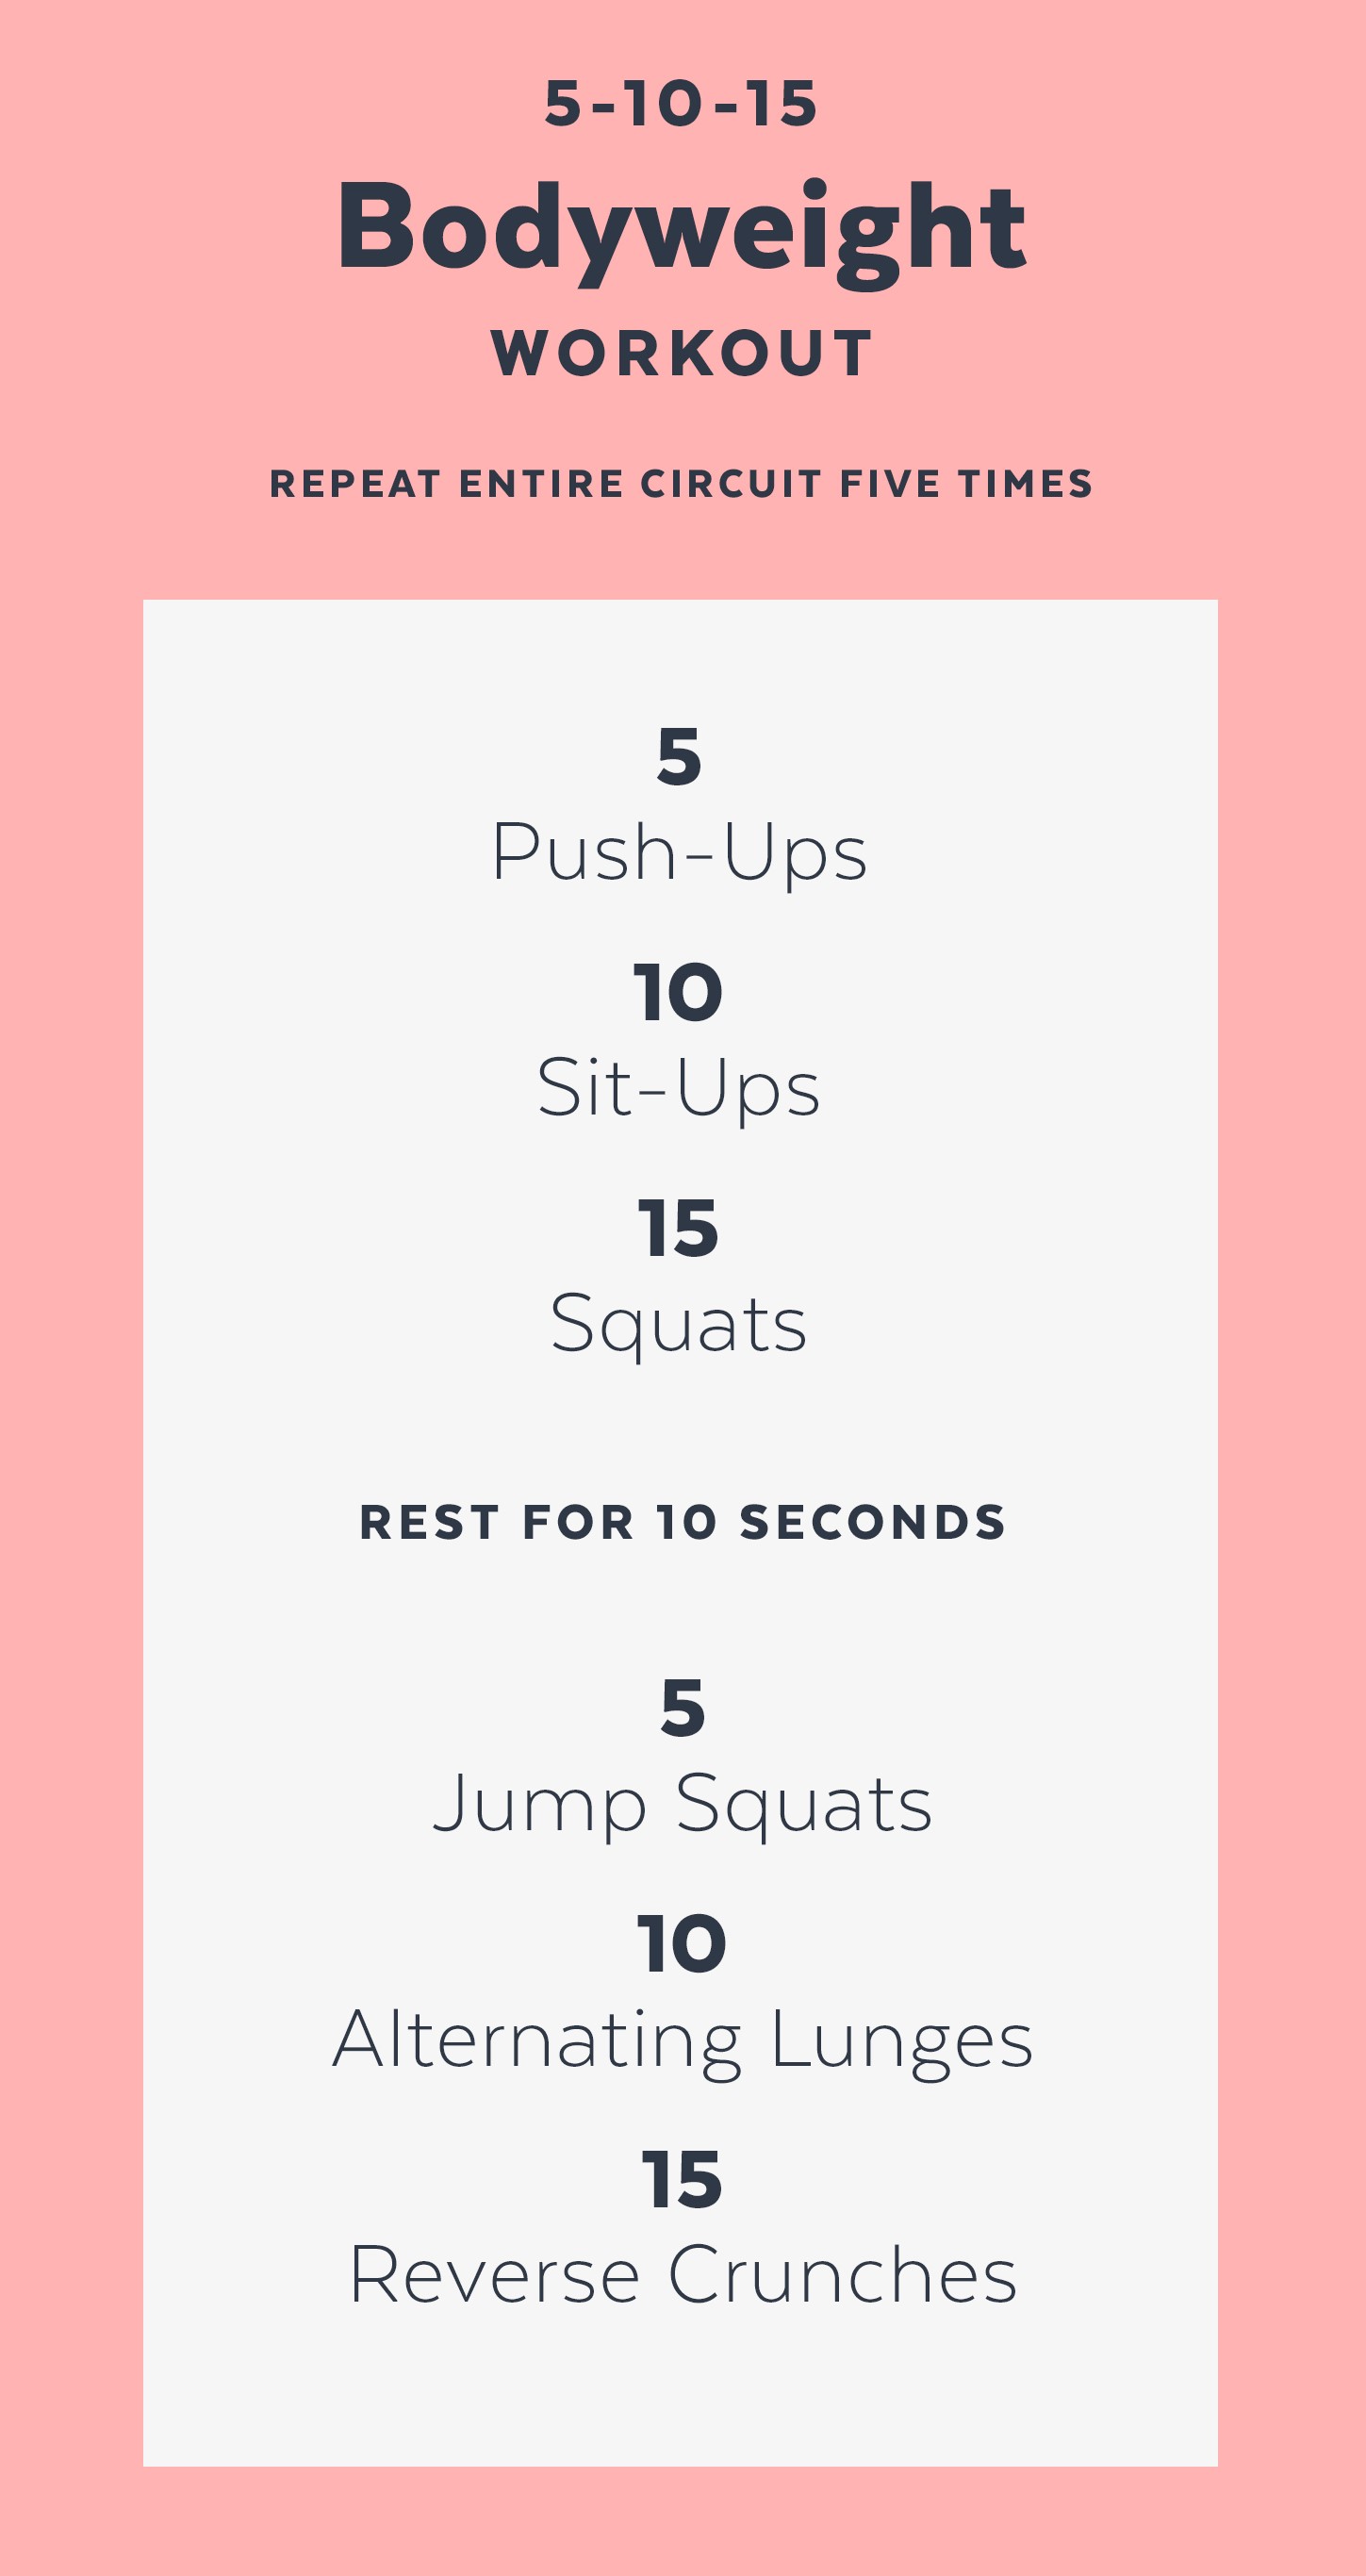 5-10-15
Bodyweight
WORKOUT
REPEAT ENTIRE CIRCUIT FIVE TIMES
5
Push-Ups
10
Sit-Ups
15
Squats
REST FOR 10 SECONDS
5
Jump Squats
10
Alternating Lunges
15
Reverse Crunches